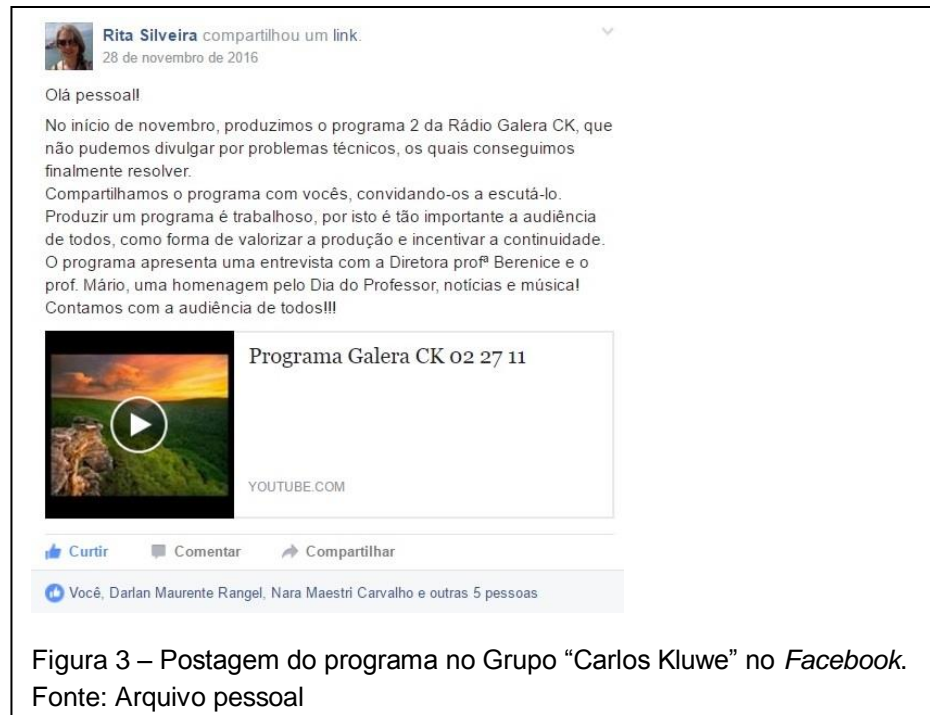 Rita Silveira compartilhou um link.
28 de novembro de 2016
Olá pessoal!
No início de novembro, produzimos o programa 2 da Rádio Galera CK, que
não pudemos divulgar por problemas técnicos, os quais conseguimos
finalmente resolver.
Compartilhamos o programa com vocês, convidando-os a escutá-lo.
Produzir um programa é trabalhoso, por isto é tão importante a audiência
de todos, como forma de valorizar a produção e incentivar a continuidade.
O programa apresenta uma entrevista com a Diretora profª Berenice e o
prof. Mário, uma homenagem pelo Dia do Professor, notícias e música!
Contamos com a audiência de todos!!!
Programa Galera CK 02 27 11
YOUTUBE.COM
Curtir Comentar Compartilhar
Você, Darlan Maurente Rangel, Nara Maestri Carvalho e outras 5 pessoas
Figura 3 – Postagem do programa no Grupo “Carlos Kluwe” no Facebook.
Fonte: Arquivo pessoal